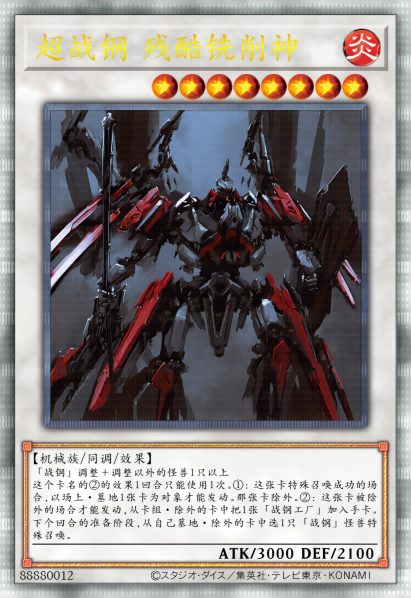 超战钢 残酷铣削神
炎
【机械族/同调/效果】
「战钢」调整＋调整以外的怪兽1只以上
这个卡名的②的效果1回合只能使用1次。①：这张卡特殊召唤成功的场
合，以场上・墓地1张卡为对象才能发动。那张卡除外。②：这张卡被除
外的场合才能发动，从卡组・除外的卡中把1张「战钢工厂」加入手卡。
下个回合的准备阶段，从自己墓地・除外的卡中选1只「战钢」怪兽特
殊召唤。
ATK/3000 DEF/2100
88880012 ©スタジオ・ダイス／集英社・テレビ東京・KONAMI